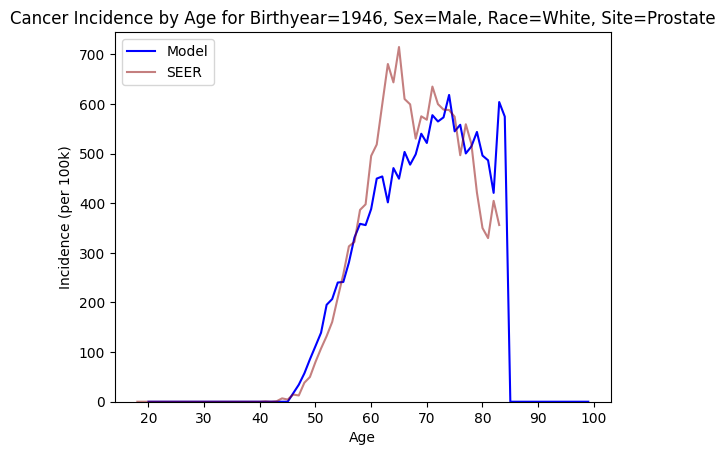 Cancer Incidence by Age for Birthyear=1946, Sex=Male, Race=White, Site=Prostate
Model
SEER
Incidence (per 100k)
700
600
500
400
300
200
100
0
20 30 40 50 60 70 80 90 100
Age